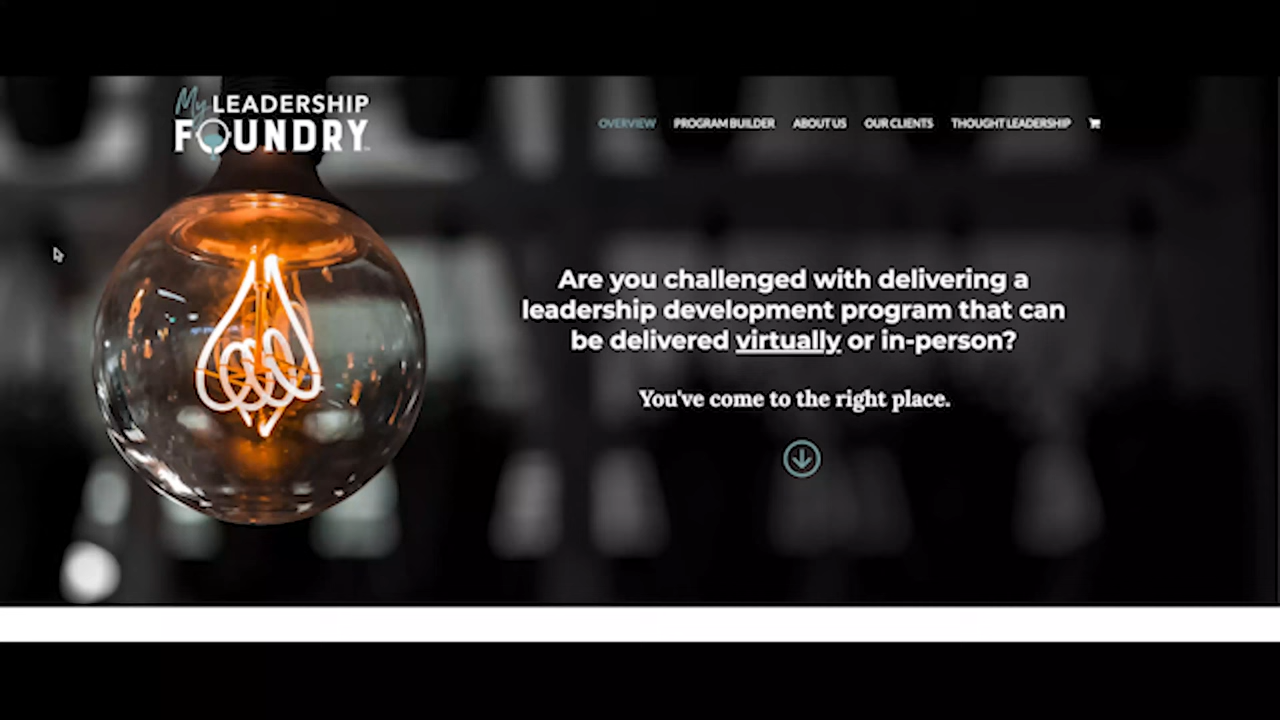 My LEADERSHIP
FOUNDRY
OVERVIEW PROGRAM BUILDER ABOUT US OUR CLIENTS THOUGHT LEADERSHIP
Are you challenged with delivering a
leadership development program that can
be delivered virtually or in-person?
You've come to the right place.